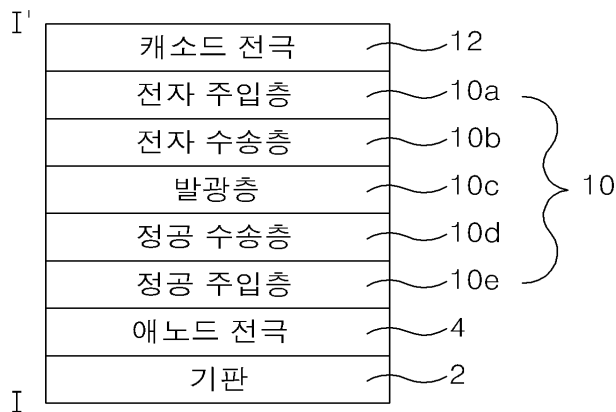 I'
캐소드 전극 12
전자 주입층 10a
전자 수송층 10b
발광층 10c
10
정공 수송층 10d
정공 주입층 10e
애노드 전극 4
기판 2
I